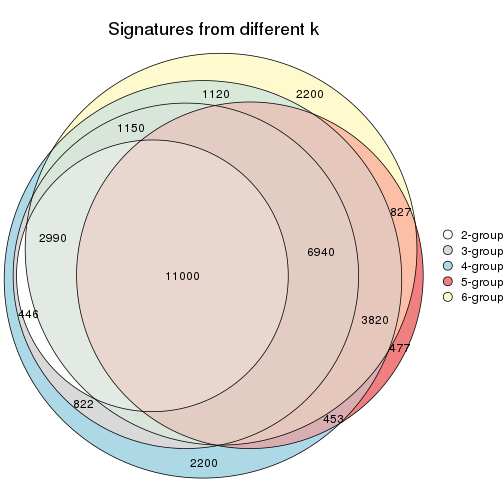 Signatures from different k
1120
2200
1150
827
2990
6940
11000
446
3820
477
822
453
2200
2-group
3-group
4-group
5-group
6-group